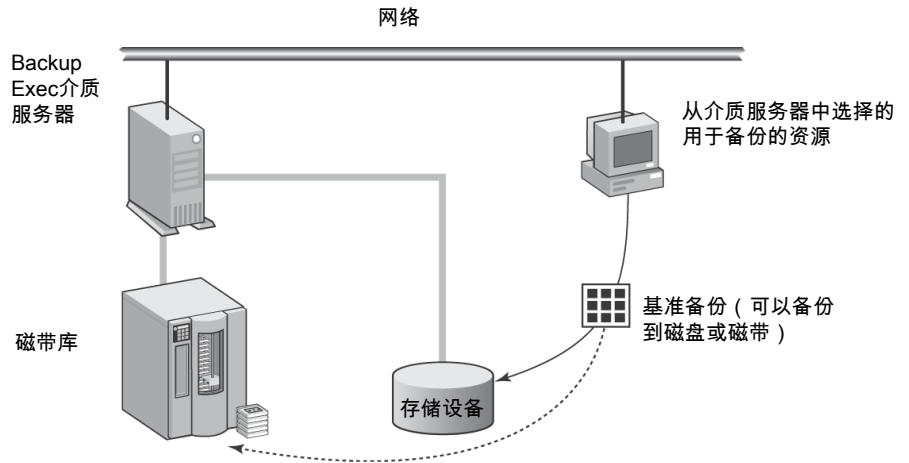 网络
Backup
Exec介质
服务器
从介质服务器中选择的
用于备份的资源
基准备份（可以备份
到磁盘或磁带）
磁带库
存储设备